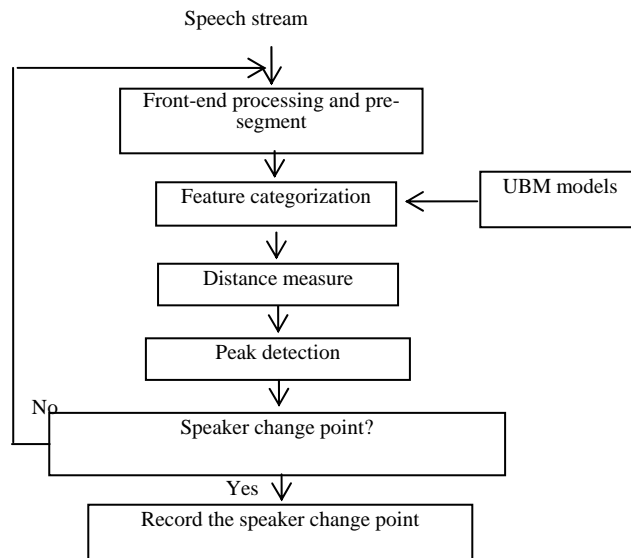 Speech stream
Front-end processing and pre-
segment
Feature categorization
UBM models
Distance measure
Peak detection
No
Speaker change point?
Yes
Record the speaker change point